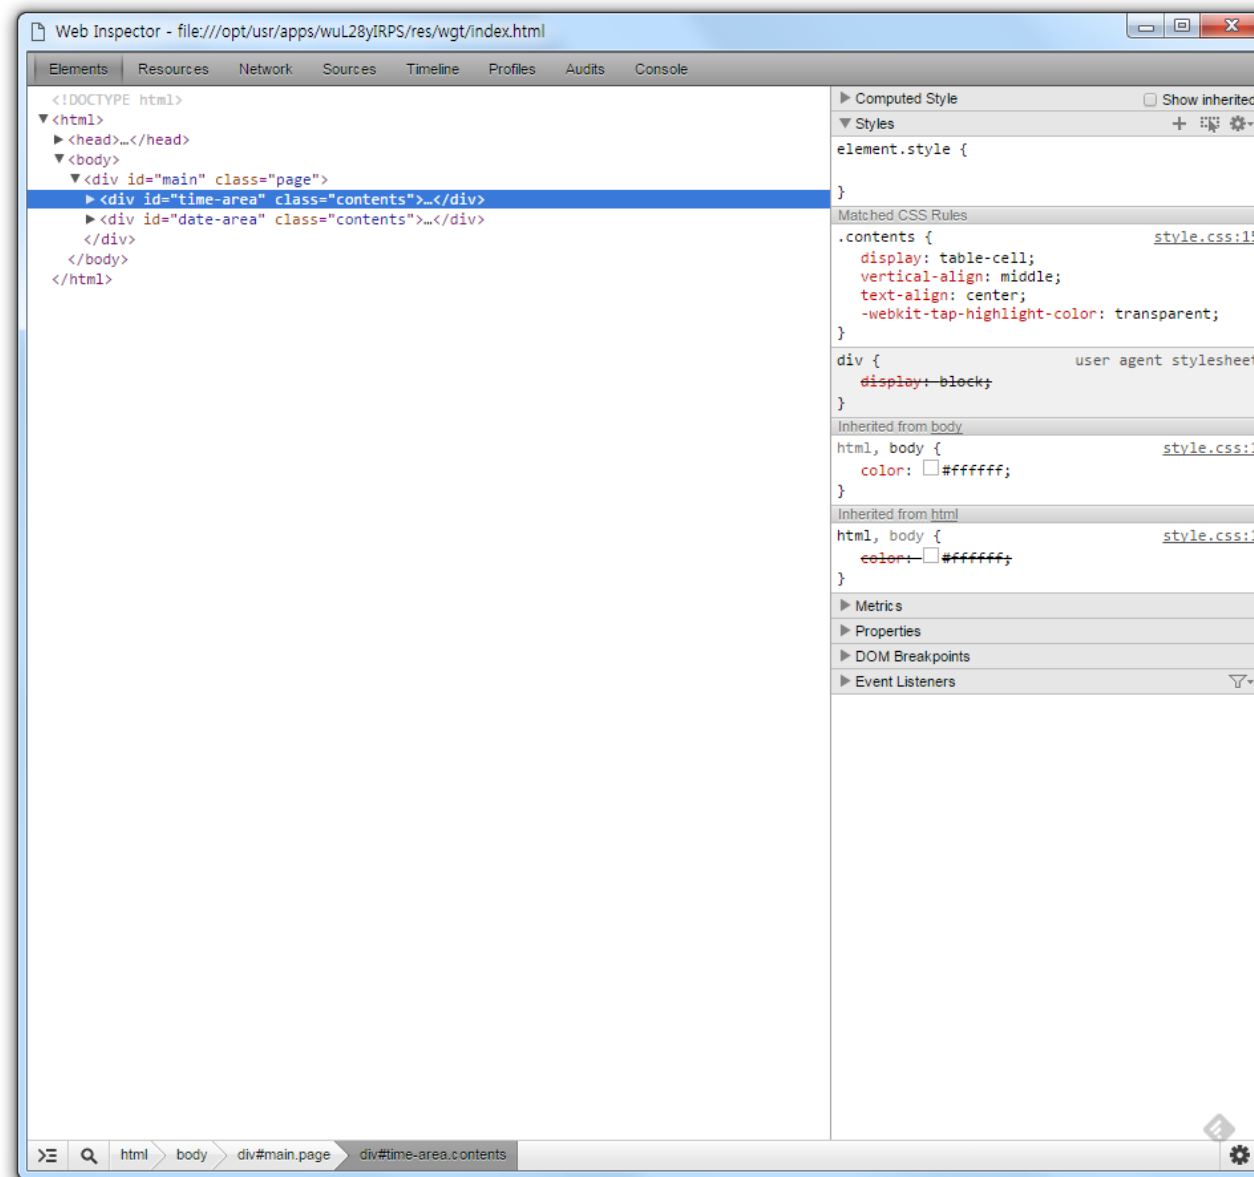 Web Inspector - file:///opt/usr/apps/wuL28yIRPS/res/wgt/index.html
Elements Resources Network Sources Timeline Profiles Audits Console
<!DOCTYPE html>
▼<html>
▶<head>…</head>
▼<body>
▼<div id="main" class="page">
▶<div id="time-area" class="contents">…</div>
▶<div id="date-area" class="contents">…</div>
</div>
</body>
</html>
▶ Computed Style Show inherited
▼ Styles
element.style {
}
Matched CSS Rules
.contents { style.css:15
display: table-cell;
vertical-align: middle;
text-align: center;
-webkit-tap-highlight-color: transparent;
}
div { user agent stylesheet
display: block;
}
Inherited from body
html, body { style.css:1
color: #ffffff;
}
Inherited from html
html, body { style.css:1
color: #ffffff;
}
▶ Metrics
▶ Properties
▶ DOM Breakpoints
▶ Event Listeners
html body div#main.page div#time-area.contents